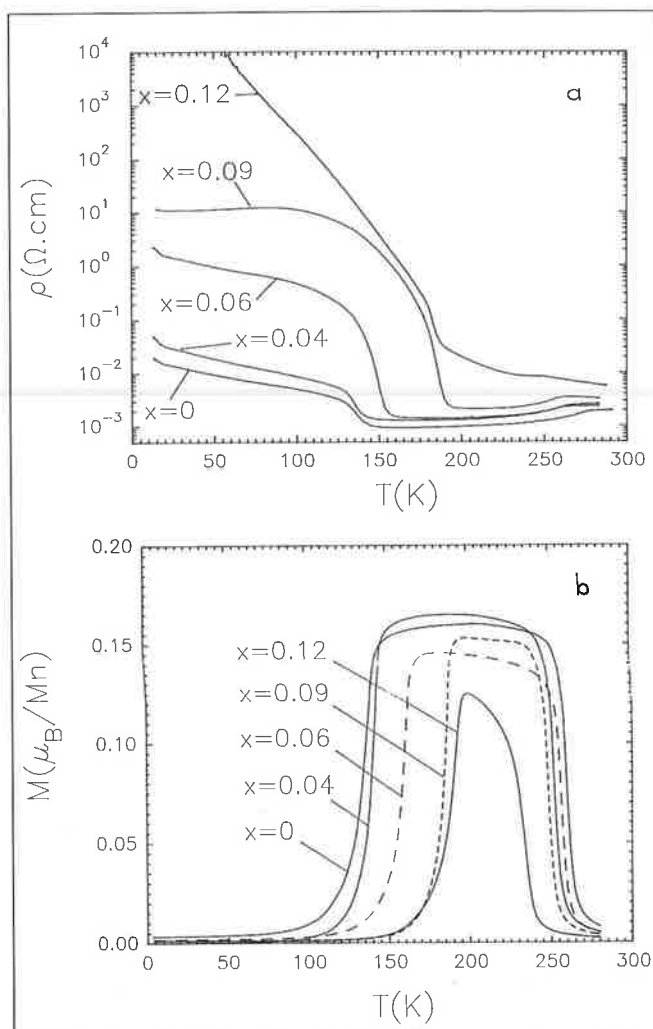 10⁴
10³
10²
10¹
10⁰
10⁻¹
10⁻²
10⁻³
ρ(Ω.cm)
a
x=0.12
x=0.09
x=0.06
x=0.04
x=0
0 50 100 150 200 250 300
T(K)
0.20
0.15
0.10
0.05
0.00
M(μ_B/Mn)
b
x=0.12
x=0.09
x=0.06
x=0.04
x=0
0 50 100 150 200 250 300
T(K)